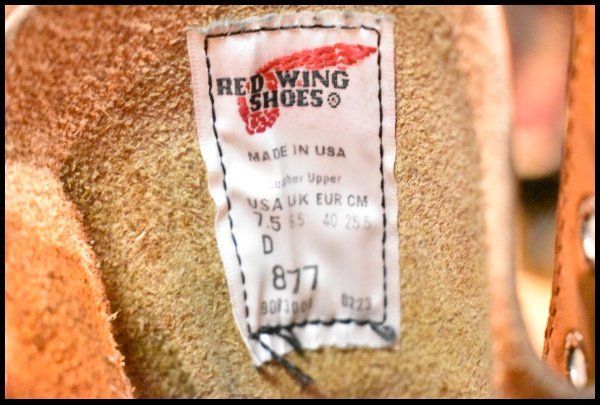 RED WING
SHOES ®
MADE IN USA
Leather Upper
USA UK EUR CM
7.5 6.5 40 25.5
D
877
0223